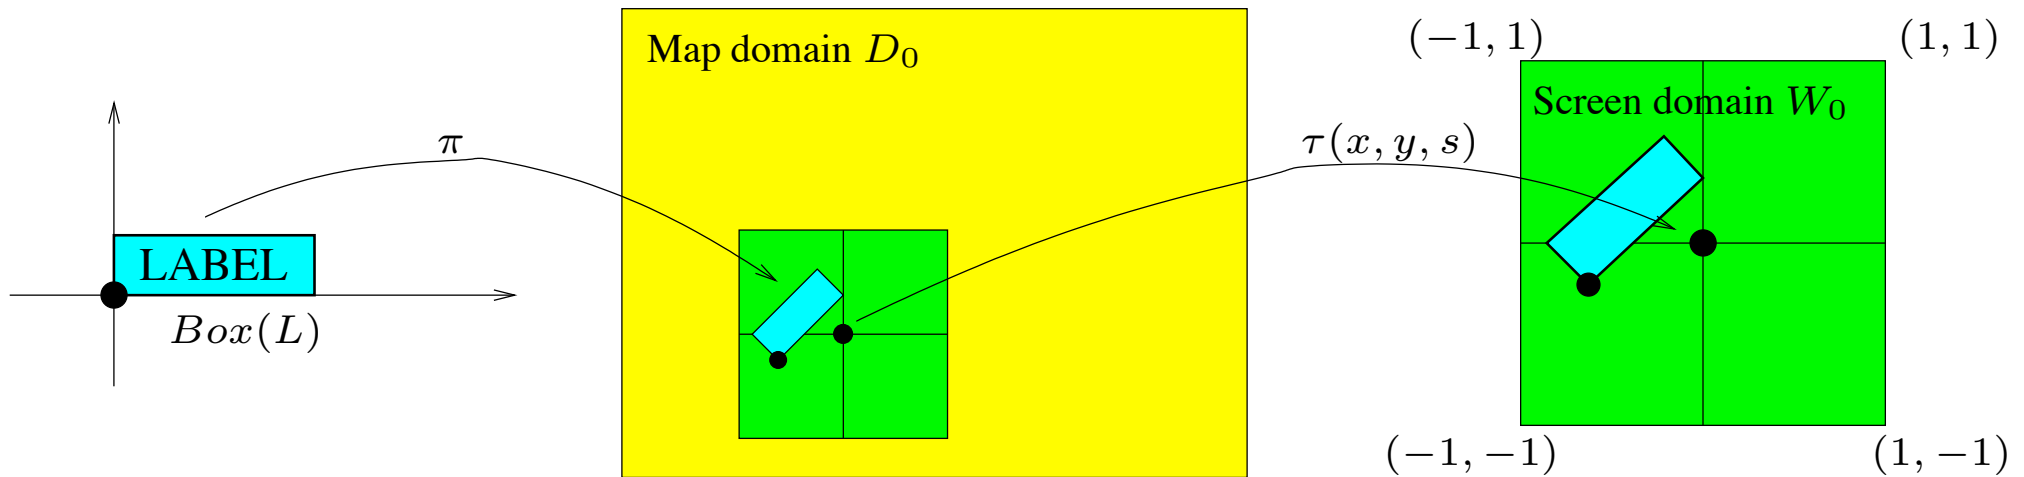 LABEL
Box(L)
π
Map domain D₀
τ(x, y, s)
(−1, 1)
(1, 1)
Screen domain W₀
(−1, −1)
(1, −1)